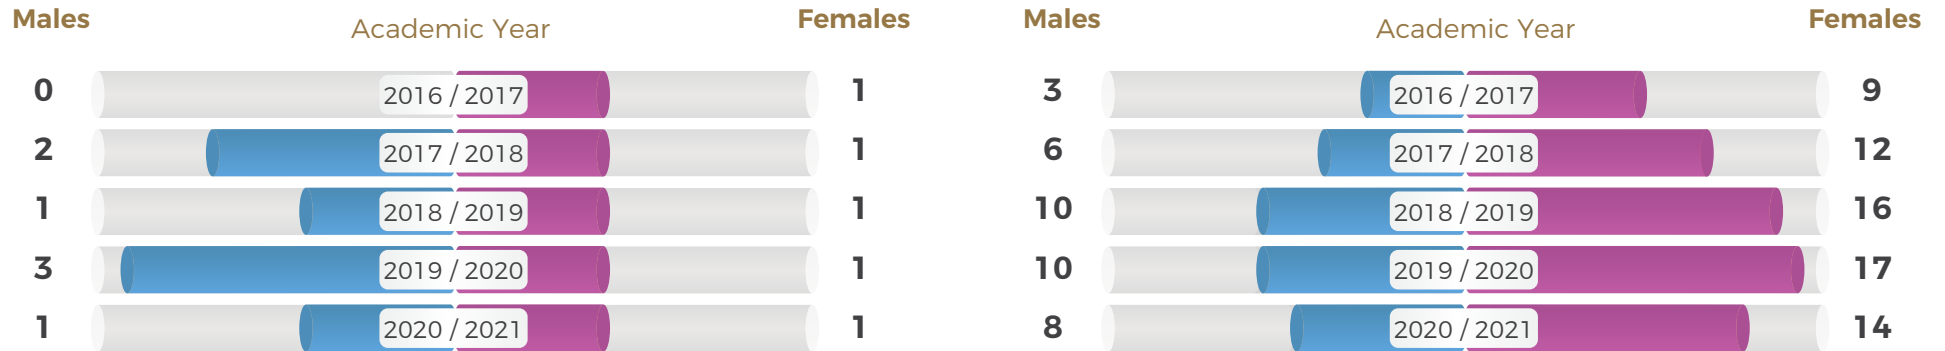 Males Academic Year Females
0 2016 / 2017 1
2 2017 / 2018 1
1 2018 / 2019 1
3 2019 / 2020 1
1 2020 / 2021 1
Males Academic Year Females
3 2016 / 2017 9
6 2017 / 2018 12
10 2018 / 2019 16
10 2019 / 2020 17
8 2020 / 2021 14